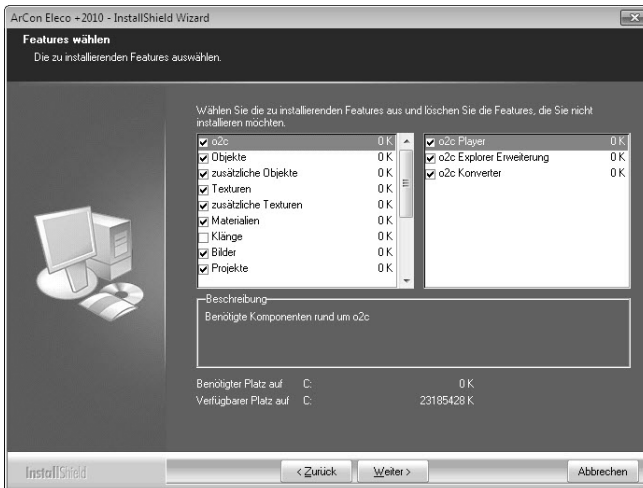 ArCon Eleco +2010 - InstallShield Wizard
Features wählen
Die zu installierenden Features auswählen.
Wählen Sie die zu installierenden Features aus und löschen Sie die Features, die Sie nicht
installieren möchten.
o2c 0 K
Objekte 0 K
zusätzliche Objekte 0 K
Texturen 0 K
zusätzliche Texturen 0 K
Materialien 0 K
Klänge 0 K
Bilder 0 K
Projekte 0 K
o2c Player 0 K
o2c Explorer Erweiterung 0 K
o2c Konverter 0 K
Beschreibung
Benötigte Komponenten rund um o2c
Benötigter Platz auf C: 0 K
Verfügbarer Platz auf C: 23185428 K
InstallShield
< Zurück
Weiter >
Abbrechen